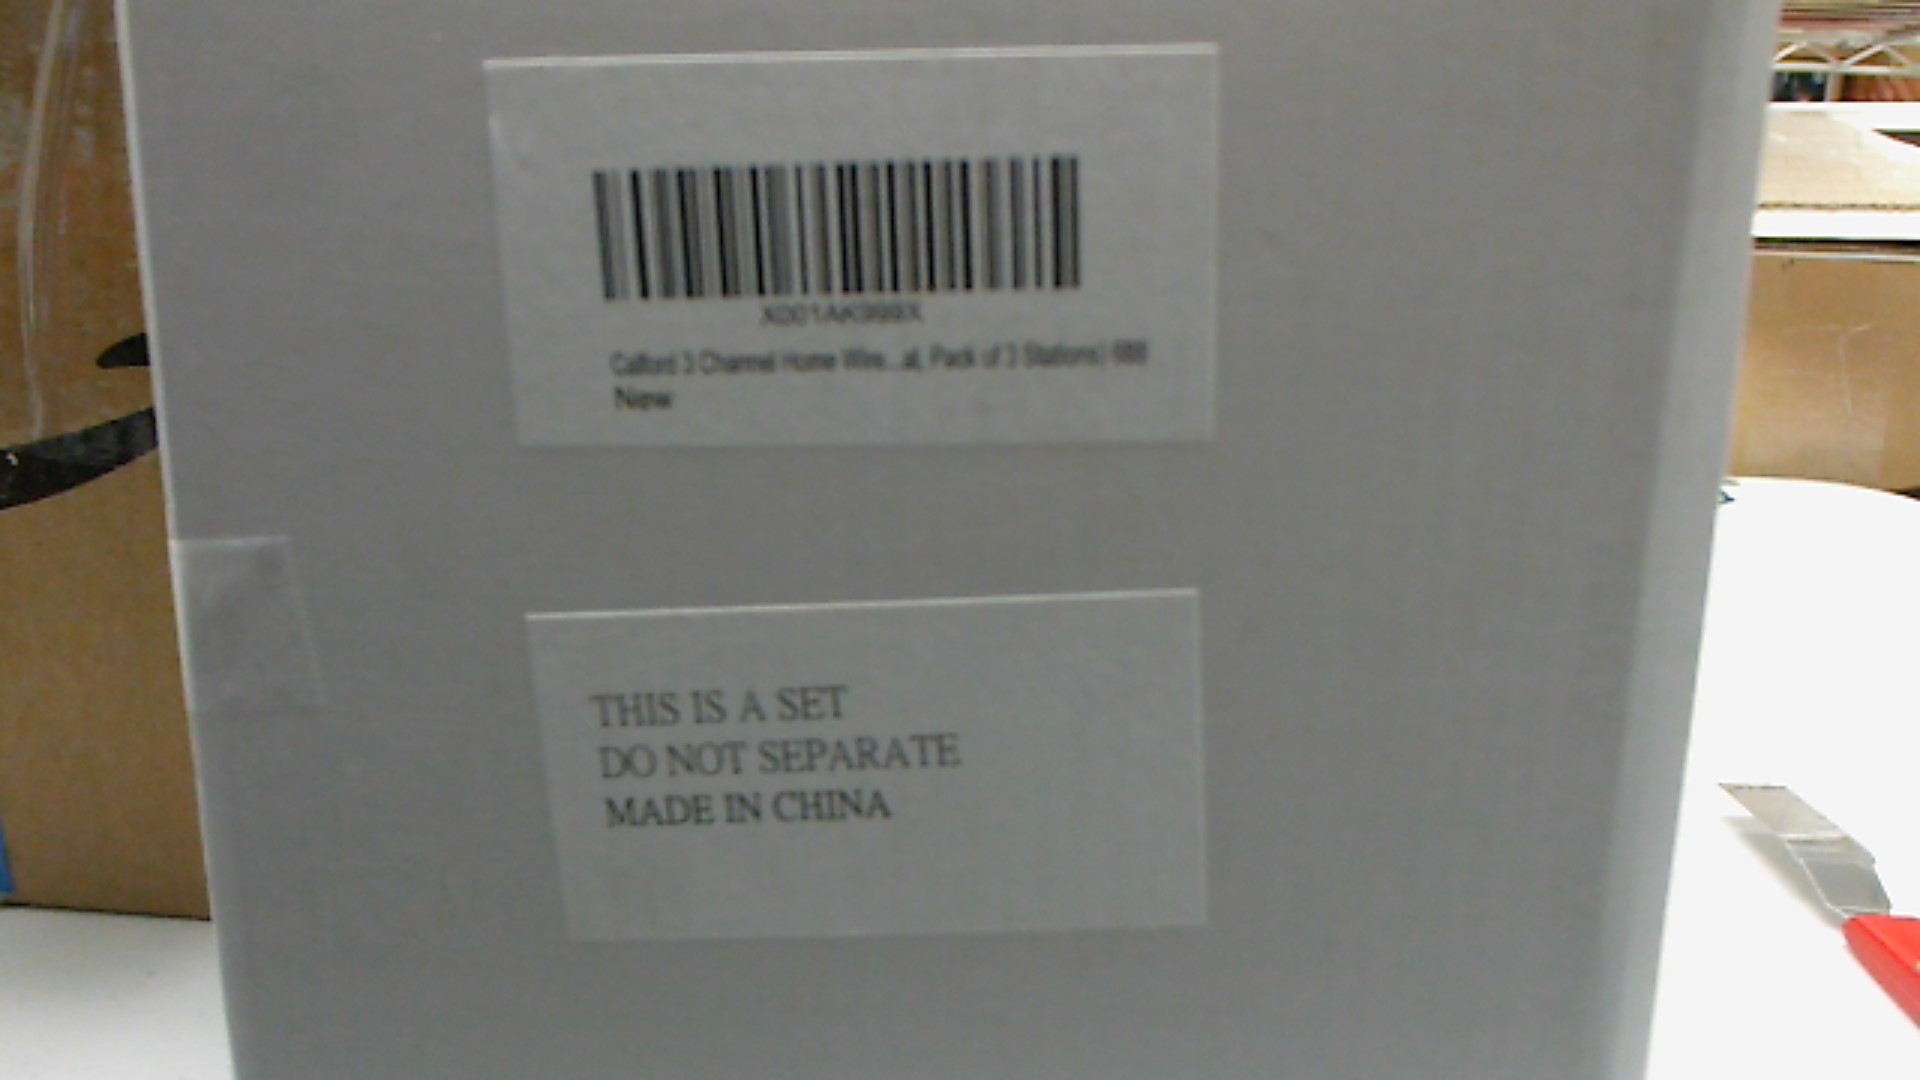 3 Channel Home Wire...al, Pack of 3 Stations)
New
THIS IS A SET
DO NOT SEPARATE
MADE IN CHINA